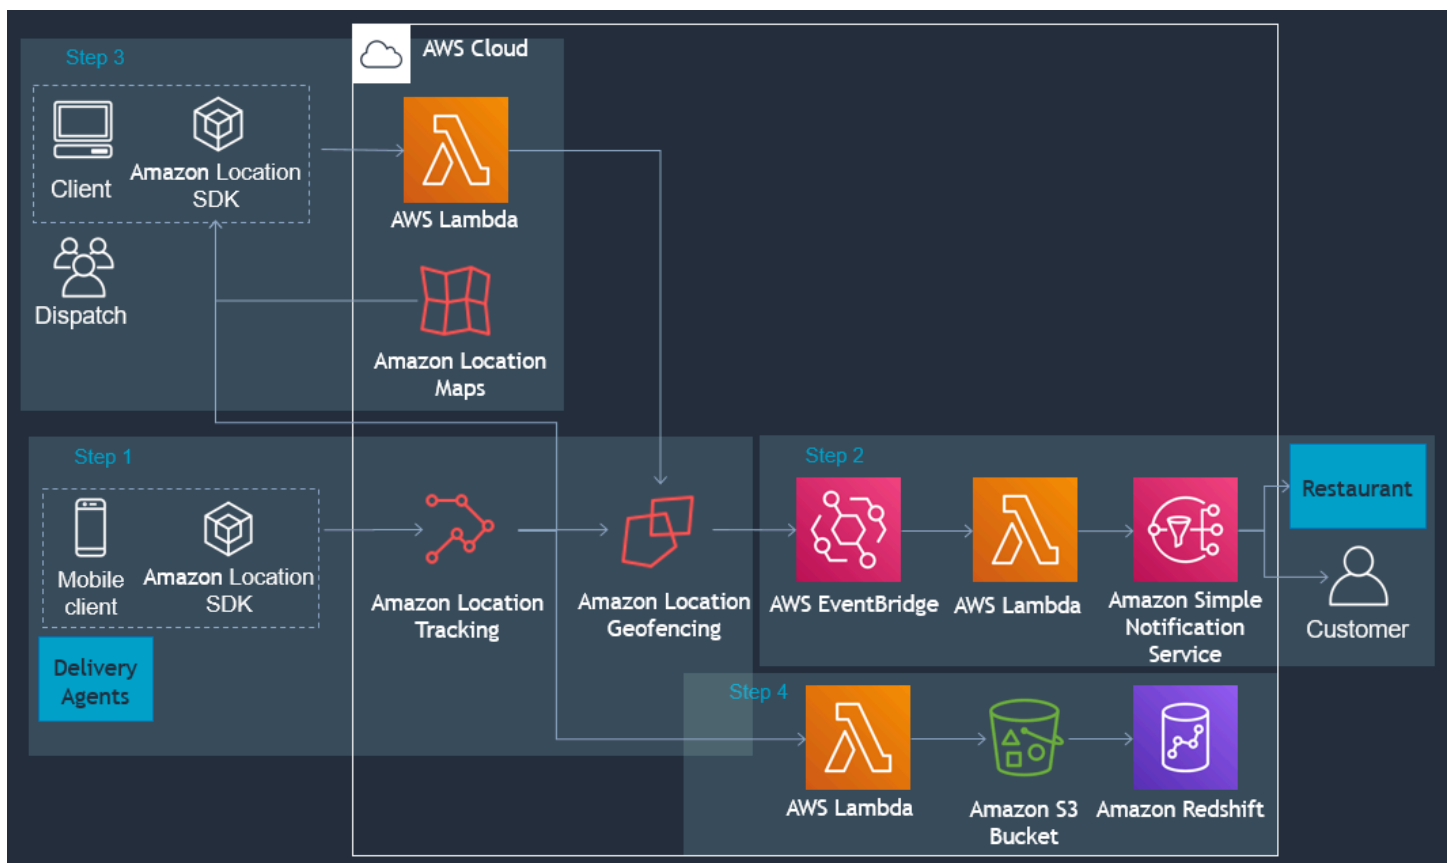 Step 3
AWS Cloud
Client
Amazon Location
SDK
AWS Lambda
Dispatch
Amazon Location
Maps
Step 1
Mobile
client
Amazon Location
SDK
Delivery
Agents
Amazon Location
Tracking
Amazon Location
Geofencing
Step 2
AWS EventBridge
AWS Lambda
Amazon Simple
Notification
Service
Restaurant
Customer
Step 4
AWS Lambda
Amazon S3
Bucket
Amazon Redshift